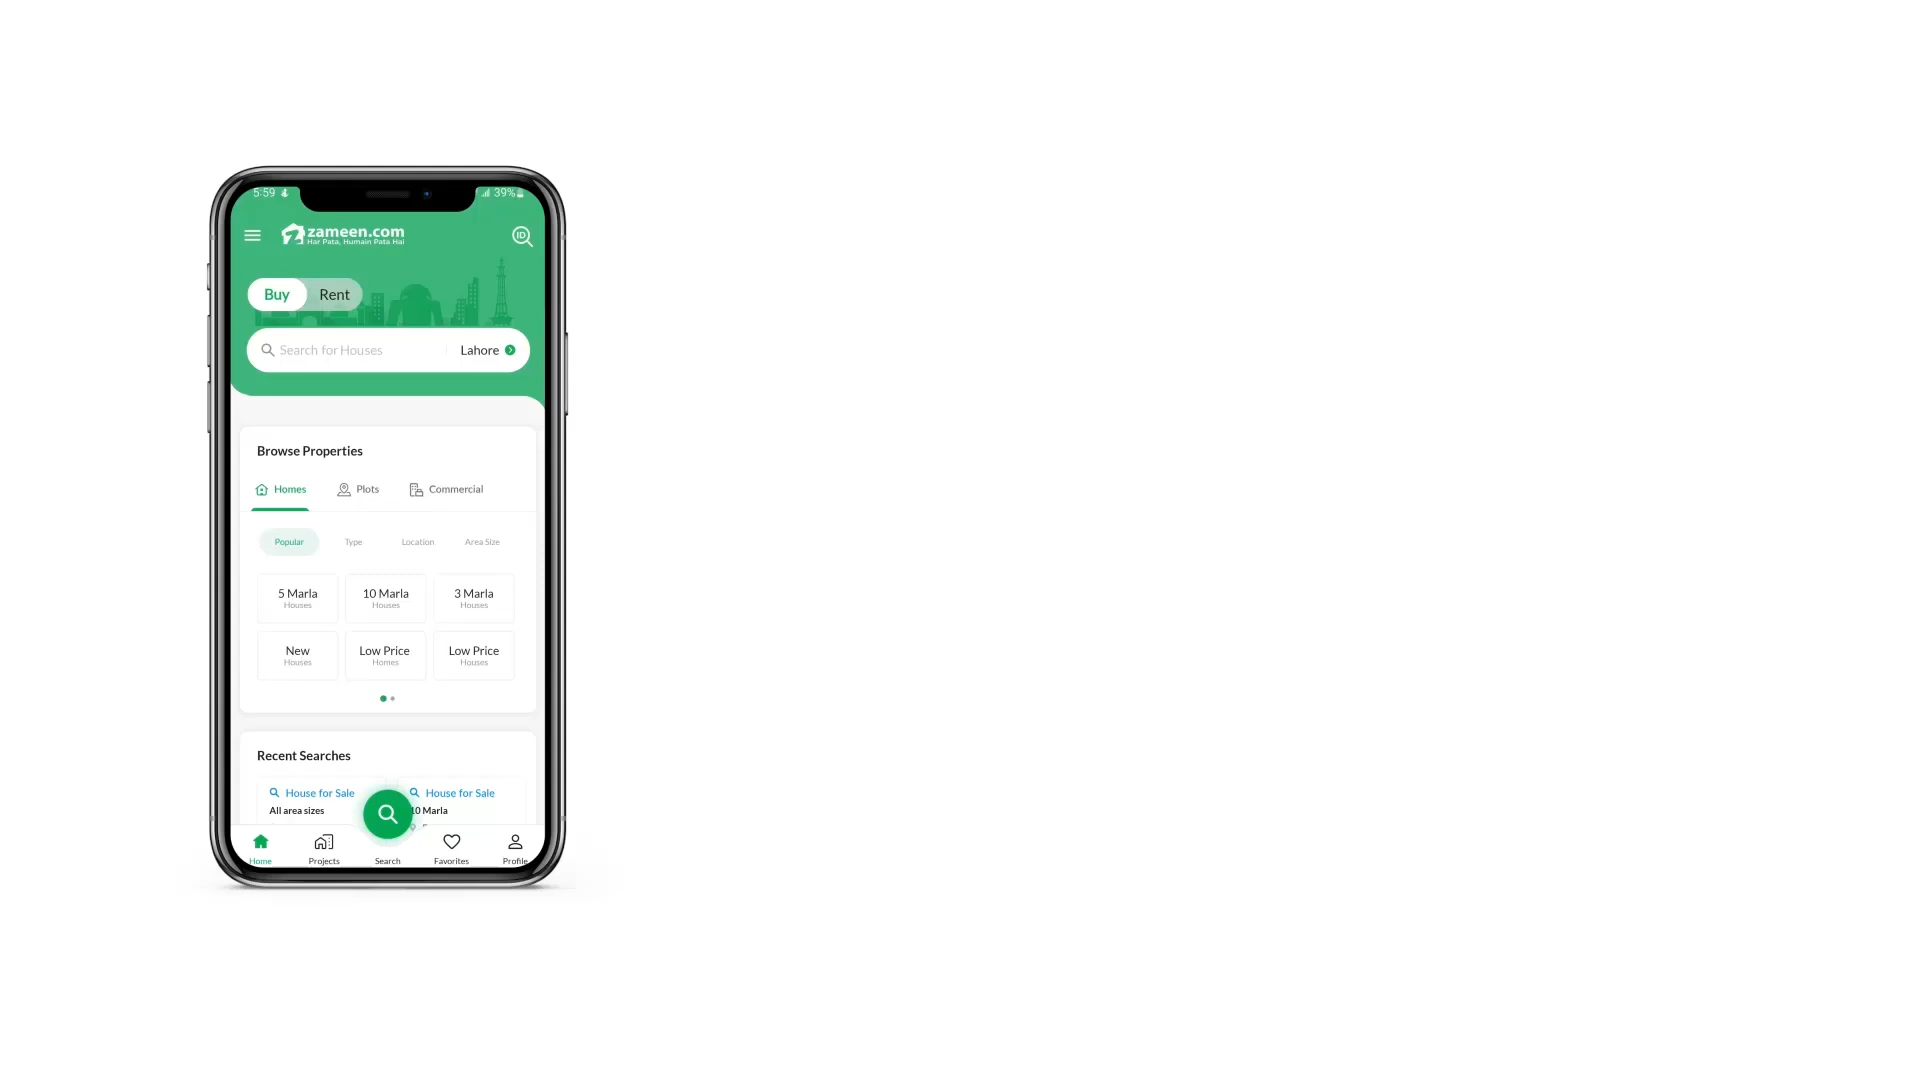 5:59
39%
zameen.com
Har Pata, Humain Pata Hai
ID
Buy Rent
Search for Houses Lahore
Browse Properties
Homes Plots Commercial
Popular Type Location Area Size
5 Marla 10 Marla 3 Marla
Houses Houses Houses
New Low Price Low Price
Houses Homes Houses
Recent Searches
House for Sale House for Sale
All area sizes 10 Marla
Home Projects Search Favorites Profile